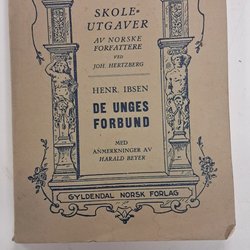 SKOLE-
UTGAVER
AV NORSKE
FORFATTERE
VED
JOH. HERTZBERG
HENR. IBSEN
DE UNGES
FORBUND
MED
ANMERKNINGER AV
HARALD BEYER
GYLDENDAL NORSK FORLAG